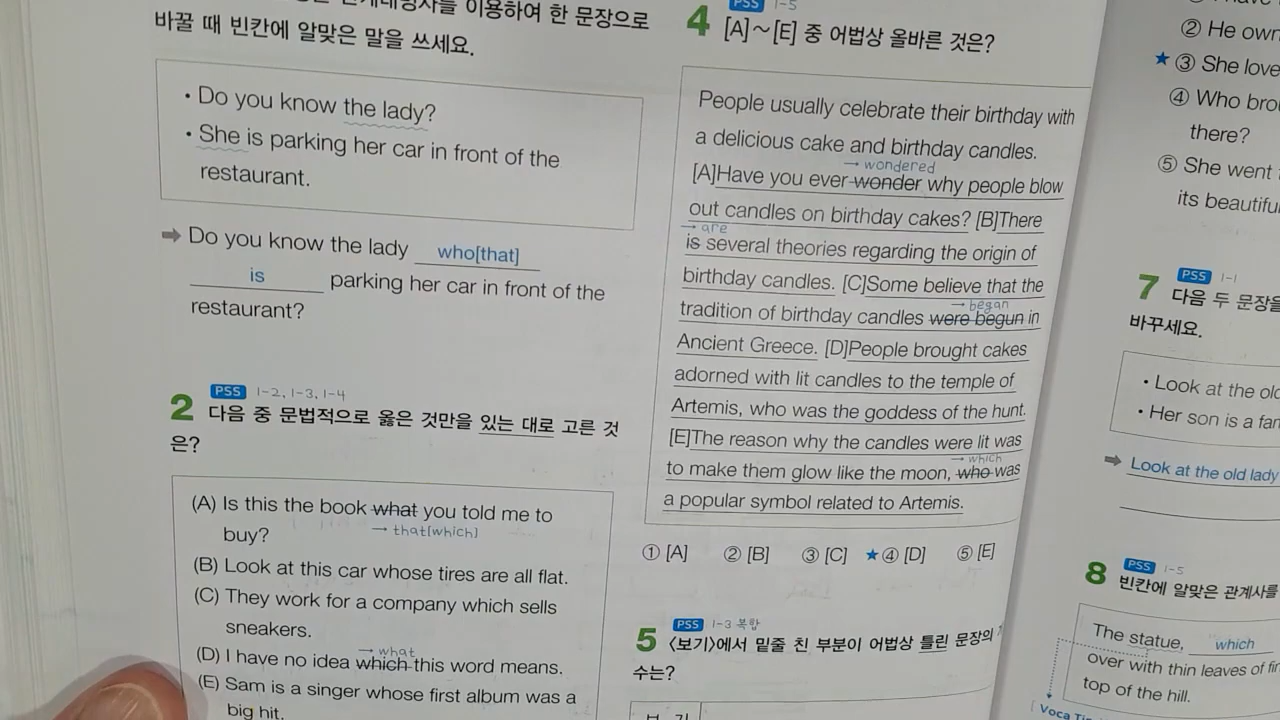 이용하여 한 문장으로
바꿀 때 빈칸에 알맞은 말을 쓰세요.
• Do you know the lady?
• She is parking her car in front of the
restaurant.
➡ Do you know the lady who[that]
is parking her car in front of the
restaurant?
PSS 1-2, 1-3, 1-4
2 다음 중 문법적으로 옳은 것만을 있는 대로 고른 것
은?
(A) Is this the book what you told me to
→ that[which]
buy?
(B) Look at this car whose tires are all flat.
(C) They work for a company which sells
sneakers.
→ what
(D) I have no idea which this word means.
(E) Sam is a singer whose first album was a
big hit.
PSS 1-5
4 [A]~[E] 중 어법상 올바른 것은?
People usually celebrate their birthday with
a delicious cake and birthday candles.
→ wondered
[A]Have you ever wonder why people blow
out candles on birthday cakes? [B]There
→ are
is several theories regarding the origin of
birthday candles. [C]Some believe that the
→ began
tradition of birthday candles were begun in
Ancient Greece. [D]People brought cakes
adorned with lit candles to the temple of
Artemis, who was the goddess of the hunt.
[E]The reason why the candles were lit was
→ which
to make them glow like the moon, who was
a popular symbol related to Artemis.
① [A] ② [B] ③ [C] ★④ [D] ⑤ [E]
PSS 1-3 복합
5 <보기>에서 밑줄 친 부분이 어법상 틀린 문장의
수는?
보 기
② He own
★ ③ She love
④ Who bro
there?
⑤ She went
its beautifu
PSS 1-1
7 다음 두 문장을
바꾸세요.
• Look at the old
• Her son is a fan
➡ Look at the old lady
PSS 1-5
8 빈칸에 알맞은 관계사를
The statue, which
over with thin leaves of
top of the hill.
Voca